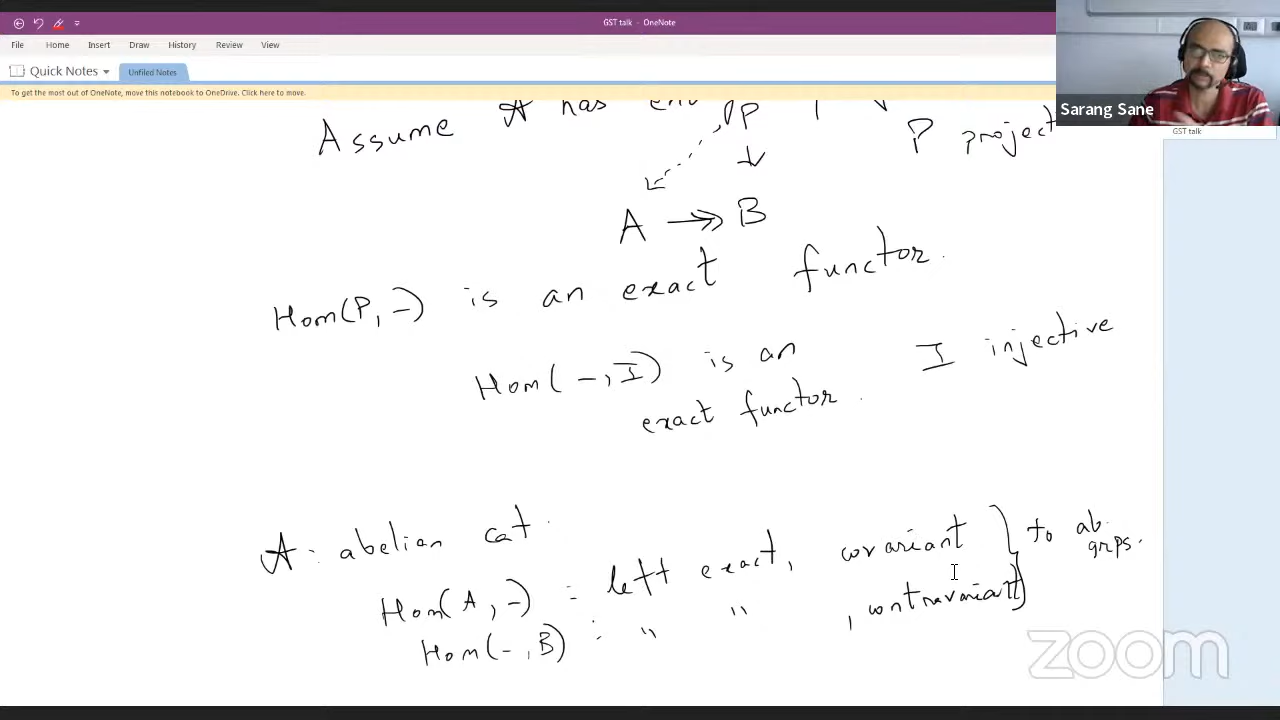 GST talk - OneNote
File Home Insert Draw History Review View
Quick Notes Unfiled Notes
To get the most out of OneNote, move this notebook to OneDrive. Click here to move.
Sarang Sane
GST talk
Assume A has P
P project
A ↠ B
Hom(P, -) is an exact functor.
Hom(-, I) is an I injective
exact functor.
A : abelian cat.
Hom(A, -) : left exact, covariant } to ab. grps.
Hom(-, B) : " " , contravariant
zoom